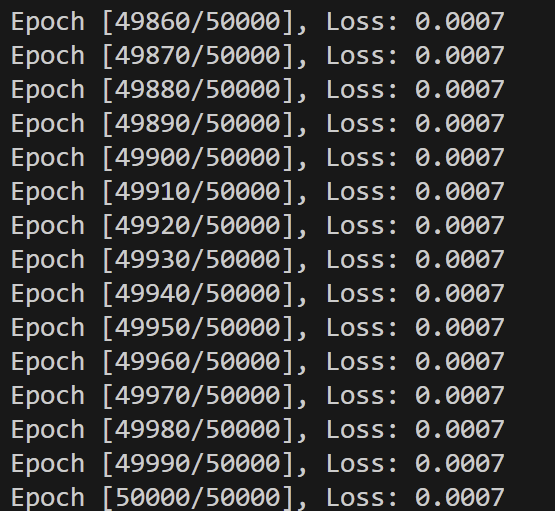 Epoch [49860/50000], Loss: 0.0007
Epoch [49870/50000], Loss: 0.0007
Epoch [49880/50000], Loss: 0.0007
Epoch [49890/50000], Loss: 0.0007
Epoch [49900/50000], Loss: 0.0007
Epoch [49910/50000], Loss: 0.0007
Epoch [49920/50000], Loss: 0.0007
Epoch [49930/50000], Loss: 0.0007
Epoch [49940/50000], Loss: 0.0007
Epoch [49950/50000], Loss: 0.0007
Epoch [49960/50000], Loss: 0.0007
Epoch [49970/50000], Loss: 0.0007
Epoch [49980/50000], Loss: 0.0007
Epoch [49990/50000], Loss: 0.0007
Epoch [50000/50000], Loss: 0.0007